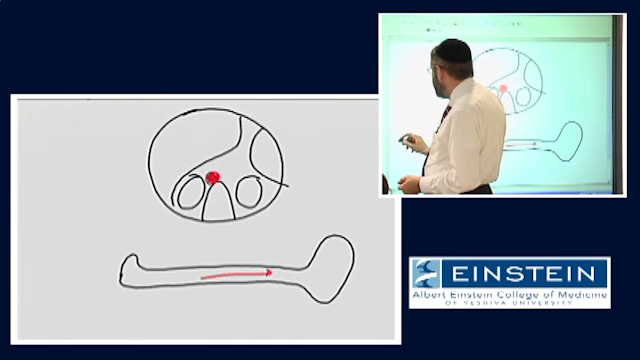 EINSTEIN
Albert Einstein College of Medicine
OF YESHIVA UNIVERSITY